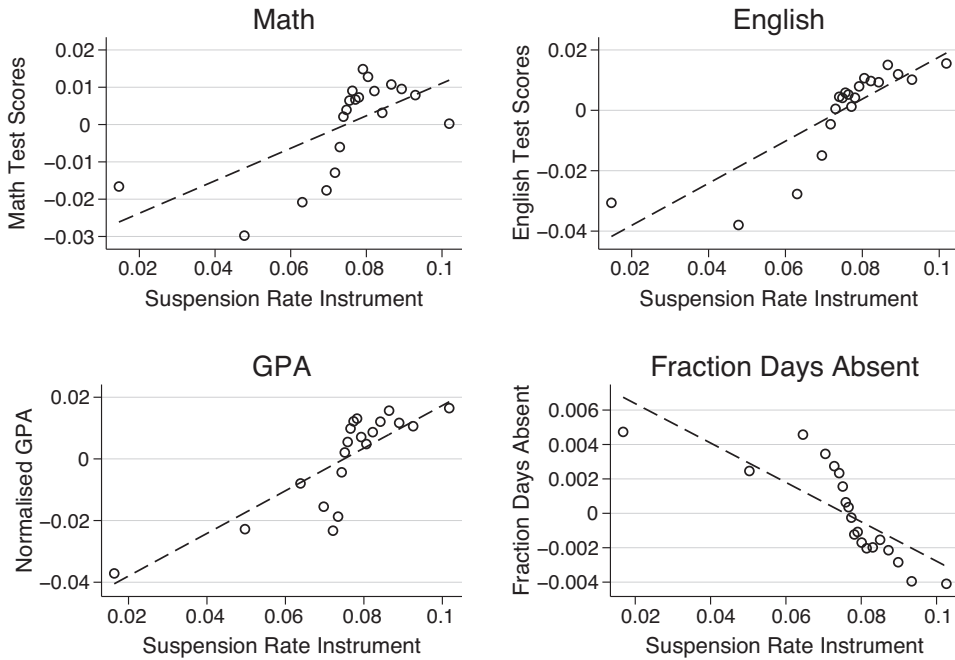 Math
English
Math Test Scores
0.02
0.01
0
−0.01
−0.02
−0.03
0.02 0.04 0.06 0.08 0.1
Suspension Rate Instrument
English Test Scores
0.02
0
−0.02
−0.04
0.02 0.04 0.06 0.08 0.1
Suspension Rate Instrument
GPA
Fraction Days Absent
Normalised GPA
0.02
0
−0.02
−0.04
0.02 0.04 0.06 0.08 0.1
Suspension Rate Instrument
Fraction Days Absent
0.006
0.004
0.002
0
−0.002
−0.004
0.02 0.04 0.06 0.08 0.1
Suspension Rate Instrument